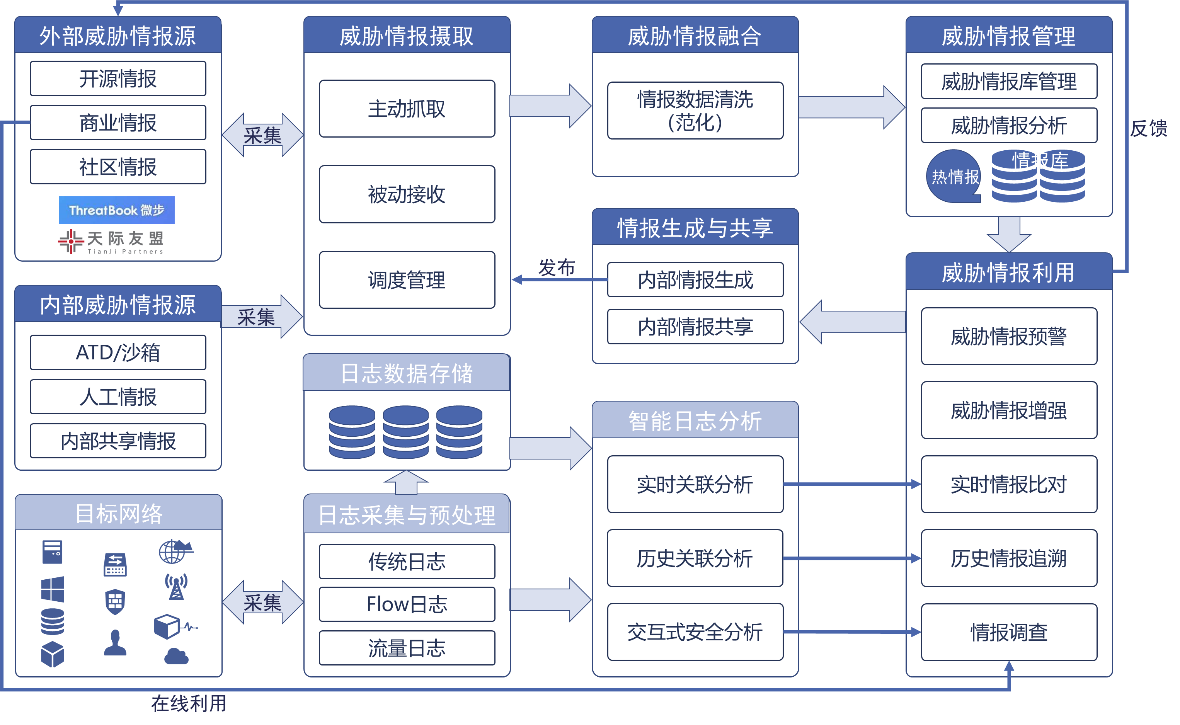 外部威胁情报源
开源情报
商业情报
社区情报
ThreatBook 微步
天际友盟
TianJi Partners
采集
内部威胁情报源
ATD/沙箱
人工情报
内部共享情报
采集
目标网络
采集
威胁情报摄取
主动抓取
被动接收
调度管理
日志数据存储
日志采集与预处理
传统日志
Flow日志
流量日志
威胁情报融合
情报数据清洗
（范化）
情报生成与共享
内部情报生成
内部情报共享
发布
智能日志分析
实时关联分析
历史关联分析
交互式安全分析
威胁情报管理
威胁情报库管理
威胁情报分析
热情报
情报库
反馈
威胁情报利用
威胁情报预警
威胁情报增强
实时情报比对
历史情报追溯
情报调查
在线利用